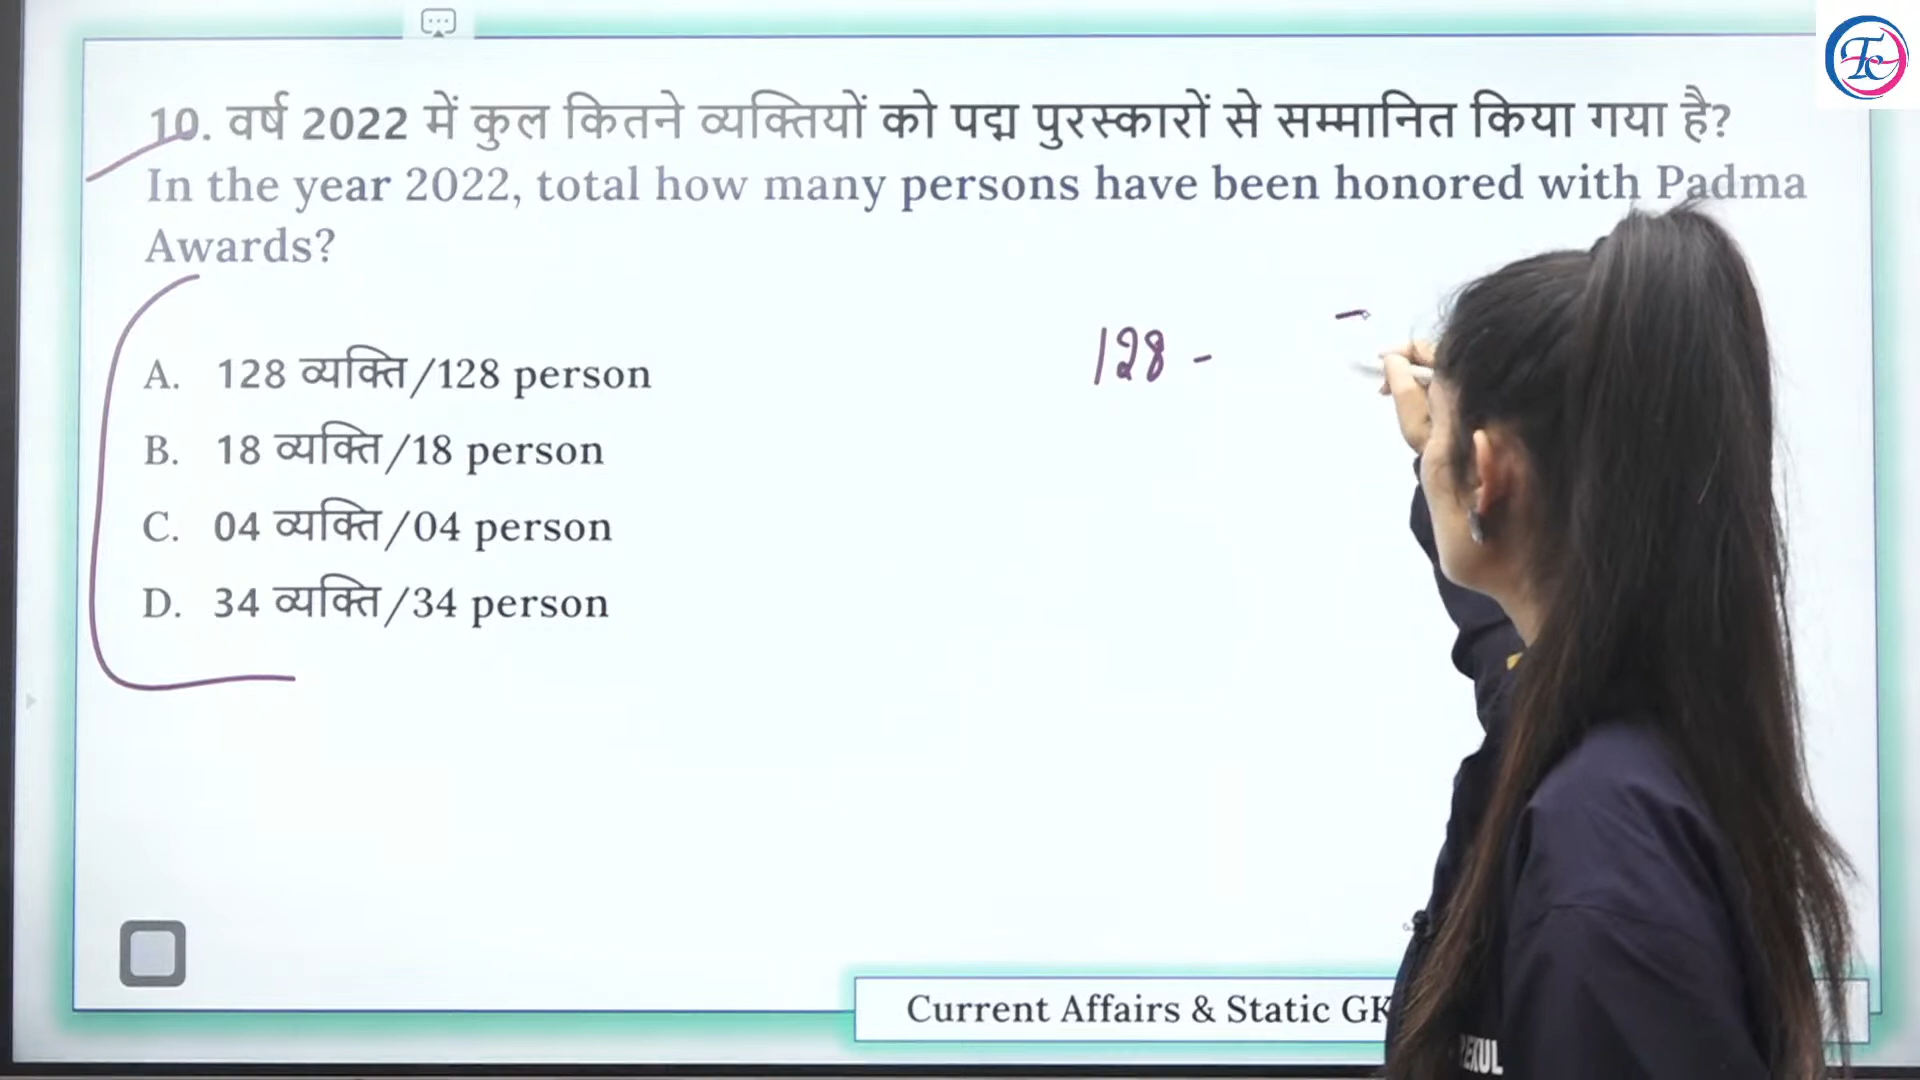 10. वर्ष 2022 में कुल कितने व्यक्तियों को पद्म पुरस्कारों से सम्मानित किया गया है?
In the year 2022, total how many persons have been honored with Padma
Awards?
128 -
A. 128 व्यक्ति/128 person
B. 18 व्यक्ति/18 person
C. 04 व्यक्ति/04 person
D. 34 व्यक्ति/34 person
Current Affairs & Static GK